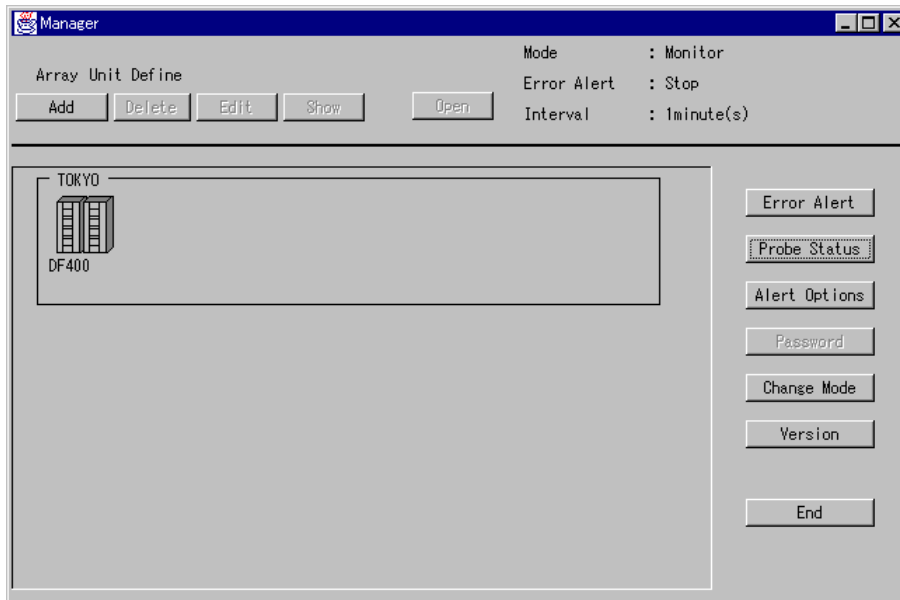 Manager
Array Unit Define
Add Delete Edit Show Open
Mode : Monitor
Error Alert : Stop
Interval : 1minute(s)
TOKYO
DF400
Error Alert
Probe Status
Alert Options
Password
Change Mode
Version
End